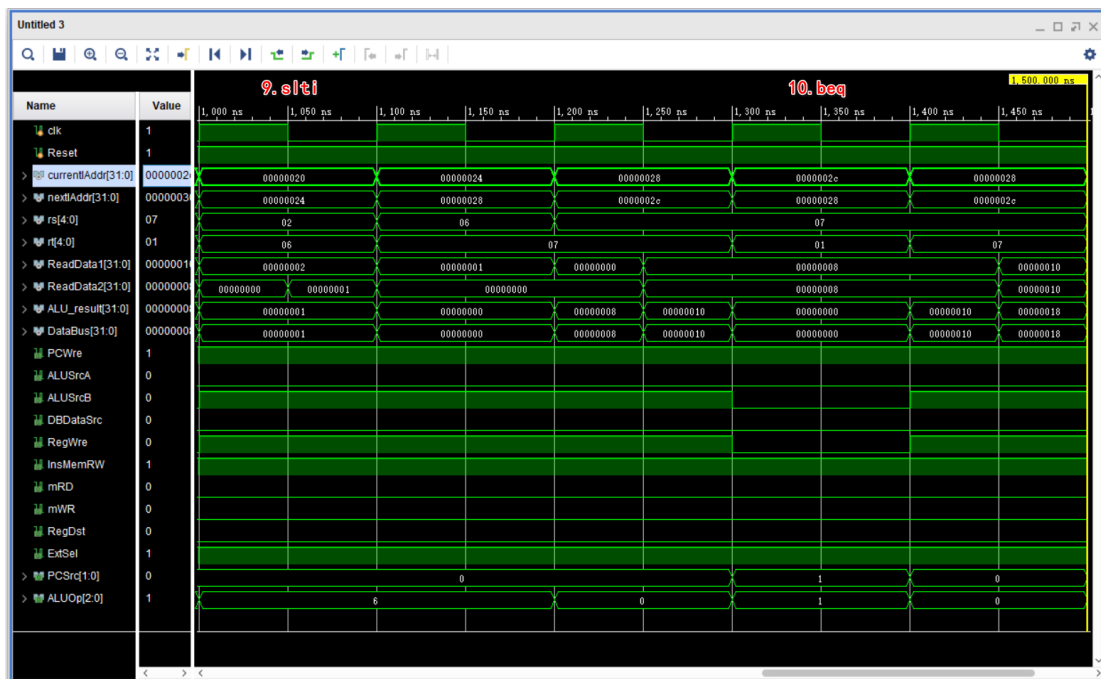 Untitled 3
9.slti
10.beq
1,500.000 ns
Name Value
1,000 ns 1,050 ns 1,100 ns 1,150 ns 1,200 ns 1,250 ns 1,300 ns 1,350 ns 1,400 ns 1,450 ns
clk 1
Reset 1
currentIAddr[31:0] 0000002c 00000020 00000024 00000028 0000002c 00000028
nextIAddr[31:0] 00000030 00000024 00000028 0000002c 00000028 0000002c
rs[4:0] 07 02 06 07
rt[4:0] 01 06 07 01 07
ReadData1[31:0] 00000010 00000002 00000001 00000000 00000008 00000010
ReadData2[31:0] 00000008 00000000 00000001 00000000 00000008 00000010
ALU_result[31:0] 00000008 00000001 00000000 00000008 00000010 00000000 00000010 00000018
DataBus[31:0] 00000008 00000001 00000000 00000008 00000010 00000000 00000010 00000018
PCWre 1
ALUSrcA 0
ALUSrcB 0
DBDataSrc 0
RegWre 0
InsMemRW 1
mRD 0
mWR 0
RegDst 0
ExtSel 1
PCSrc[1:0] 0 0 1 0
ALUOp[2:0] 1 6 0 1 0